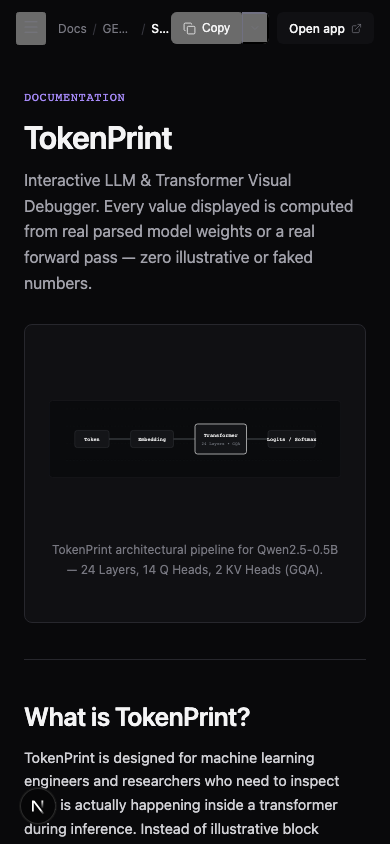 Docs / GE... / S...
Copy
Open app
DOCUMENTATION
TokenPrint
Interactive LLM & Transformer Visual
Debugger. Every value displayed is computed
from real parsed model weights or a real
forward pass — zero illustrative or faked
numbers.
Token
Embedding
Transformer
24 Layers • GQA
Logits / Softmax
TokenPrint architectural pipeline for Qwen2.5-0.5B
— 24 Layers, 14 Q Heads, 2 KV Heads (GQA).
What is TokenPrint?
TokenPrint is designed for machine learning
engineers and researchers who need to inspect
is actually happening inside a transformer
during inference. Instead of illustrative block
N